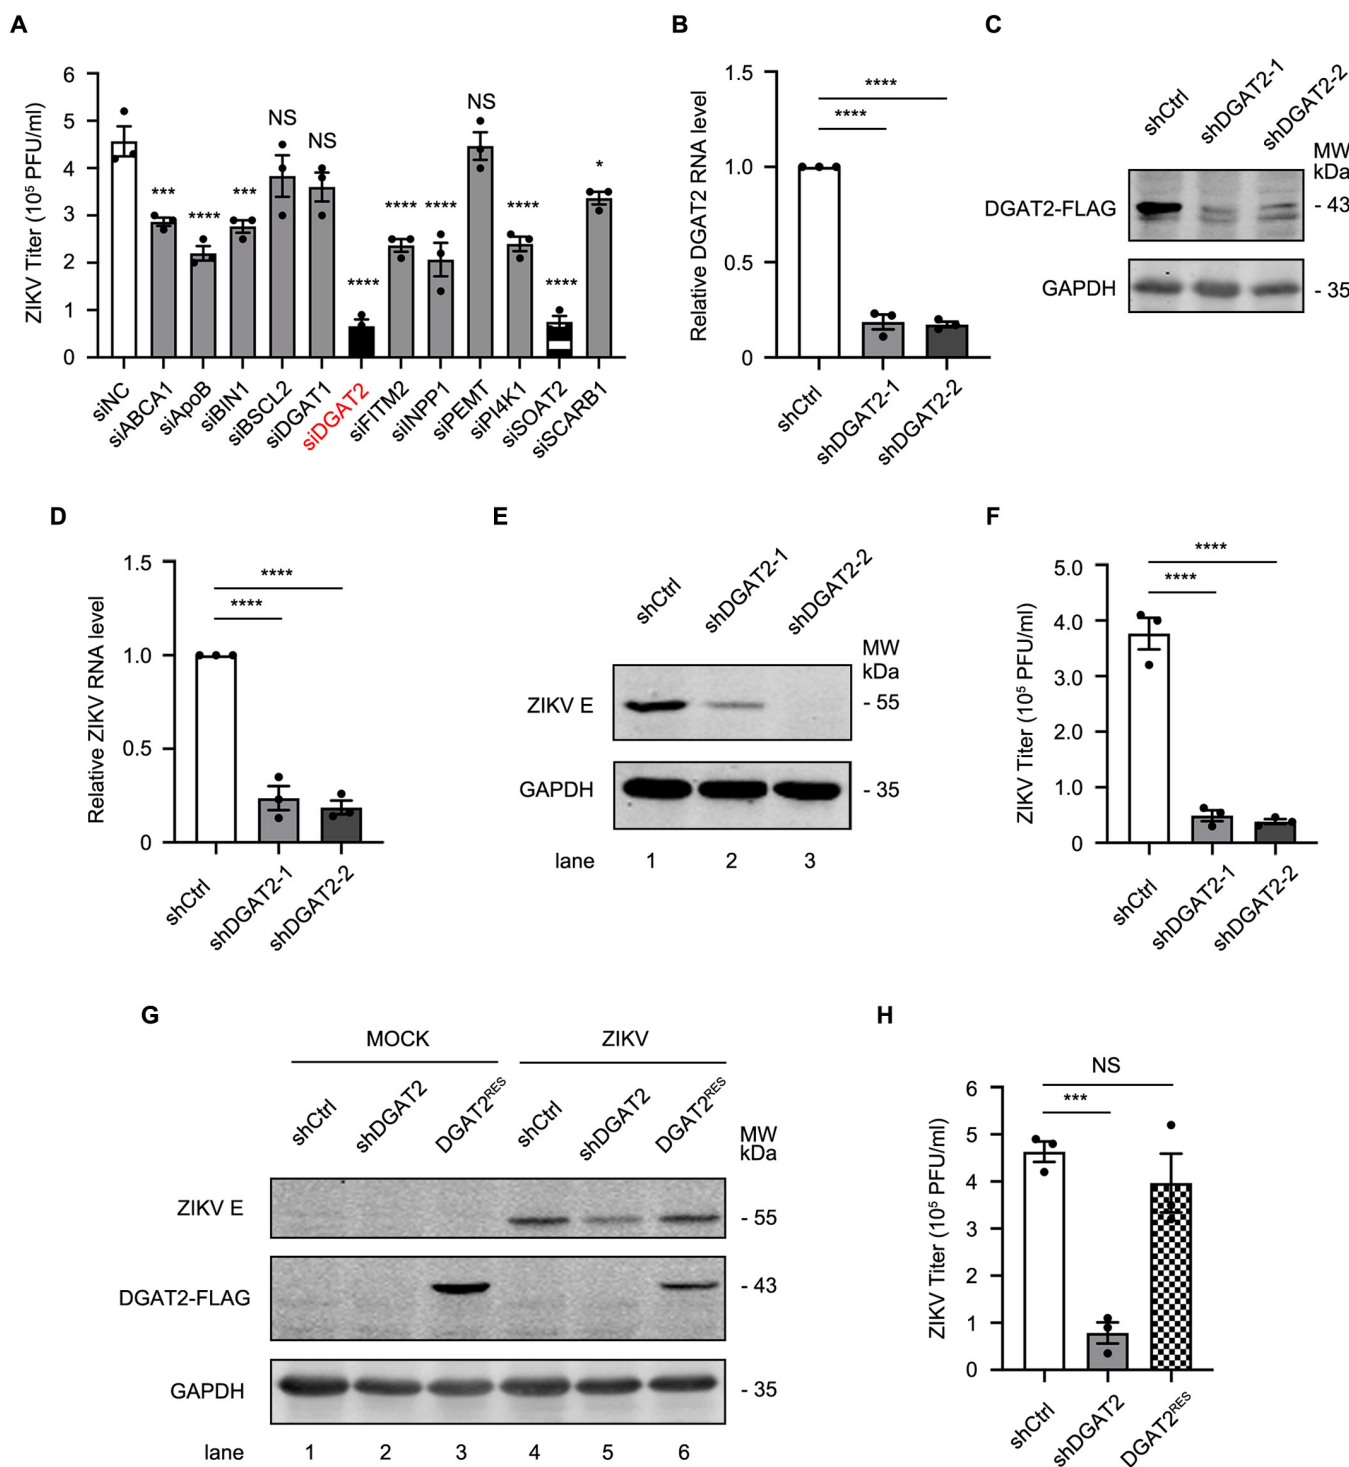 A
ZIKV Titer (10⁵ PFU/ml)
6
5
4
3
2
1
0
***
****
***
NS
NS
****
****
****
NS
****
****
*
siNC
siABCA1
siApoB
siBIN1
siBSCL2
siDGAT1
siDGAT2
siFITM2
siINPP1
siPEMT
siPI4K1
siSOAT2
siSCARB1
B
Relative DGAT2 RNA level
1.5
1.0
0.5
0
****
****
shCtrl
shDGAT2-1
shDGAT2-2
C
shCtrl
shDGAT2-1
shDGAT2-2
MW
kDa
DGAT2-FLAG
- 43
GAPDH
- 35
D
Relative ZIKV RNA level
1.5
1.0
0.5
0
****
****
shCtrl
shDGAT2-1
shDGAT2-2
E
shCtrl
shDGAT2-1
shDGAT2-2
MW
kDa
ZIKV E
- 55
GAPDH
- 35
lane 1 2 3
F
ZIKV Titer (10⁵ PFU/ml)
5.0
4.0
3.0
2.0
1.0
0
****
****
shCtrl
shDGAT2-1
shDGAT2-2
G
MOCK ZIKV
shCtrl
shDGAT2
DGAT2ᴿᴱˢ
shCtrl
shDGAT2
DGAT2ᴿᴱˢ
MW
kDa
ZIKV E
- 55
DGAT2-FLAG
- 43
GAPDH
- 35
lane 1 2 3 4 5 6
H
ZIKV Titer (10⁵ PFU/ml)
6
5
4
3
2
1
0
NS
***
shCtrl
shDGAT2
DGAT2ᴿᴱˢ